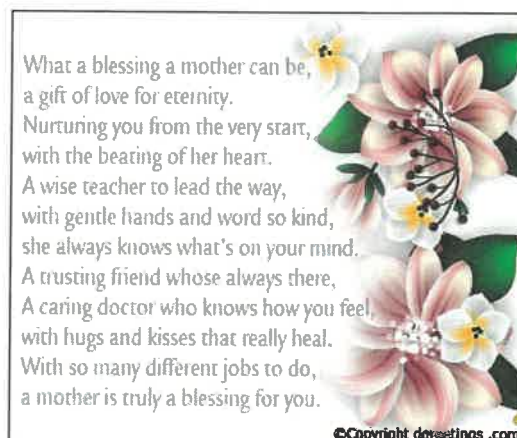 What a blessing a mother can be,
a gift of love for eternity.
Nurturing you from the very start,
with the beating of her heart.
A wise teacher to lead the way,
with gentle hands and word so kind,
she always knows what's on your mind.
A trusting friend whose always there,
A caring doctor who knows how you feel,
with hugs and kisses that really heal.
With so many different jobs to do,
a mother is truly a blessing for you.
©Copyright dgreetings .com